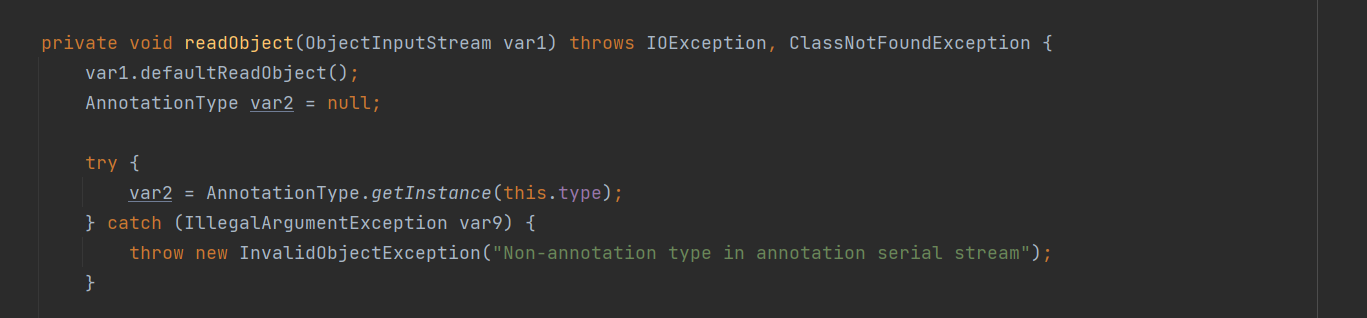 private void readObject(ObjectInputStream var1) throws IOException, ClassNotFoundException {
var1.defaultReadObject();
AnnotationType var2 = null;
try {
var2 = AnnotationType.getInstance(this.type);
} catch (IllegalArgumentException var9) {
throw new InvalidObjectException("Non-annotation type in annotation serial stream");
}